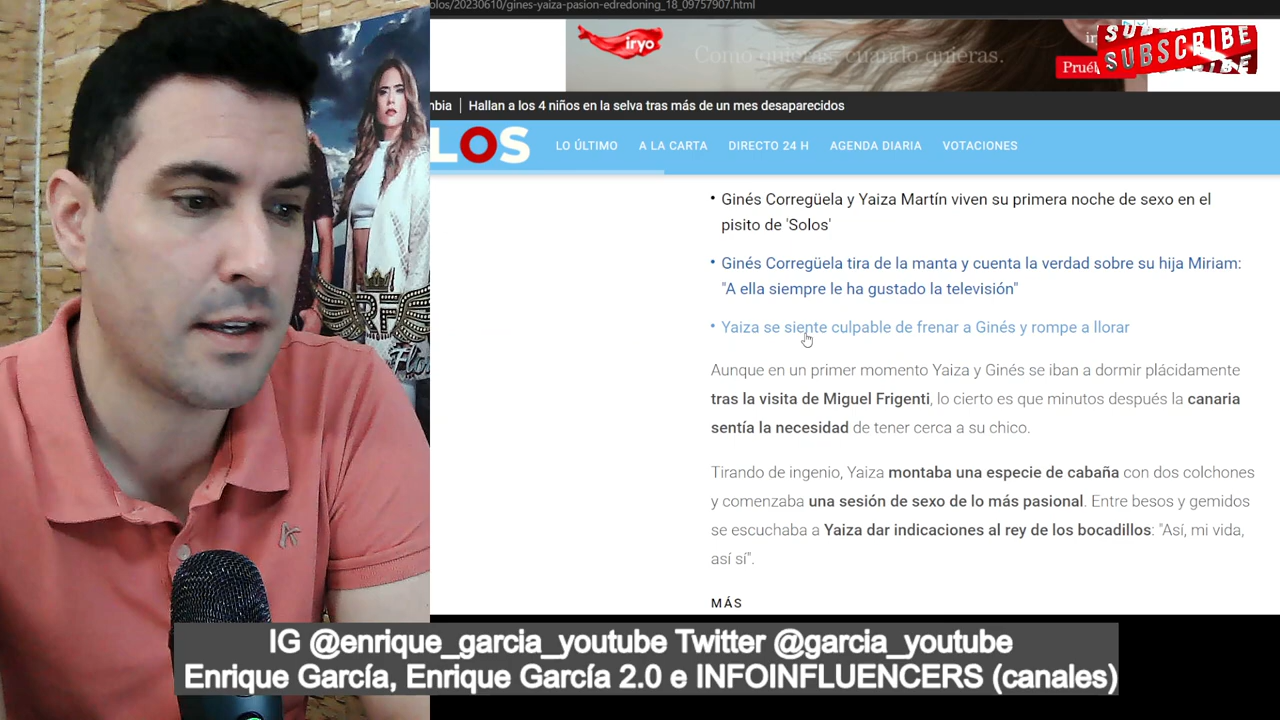 olos/20230610/gines-yaiza-pasion-edredoning_18_09757907.html
iryo
Como quieras, cuando quieras.
Prué
SUBSCRIBE
mbia | Hallan a los 4 niños en la selva tras más de un mes desaparecidos
LOS
LO ÚLTIMO A LA CARTA DIRECTO 24 H AGENDA DIARIA VOTACIONES
• Ginés Corregüela y Yaiza Martín viven su primera noche de sexo en el
pisito de 'Solos'
• Ginés Corregüela tira de la manta y cuenta la verdad sobre su hija Miriam:
"A ella siempre le ha gustado la televisión"
• Yaiza se siente culpable de frenar a Ginés y rompe a llorar
Aunque en un primer momento Yaiza y Ginés se iban a dormir plácidamente
tras la visita de Miguel Frigenti, lo cierto es que minutos después la canaria
sentía la necesidad de tener cerca a su chico.
Tirando de ingenio, Yaiza montaba una especie de cabaña con dos colchones
y comenzaba una sesión de sexo de lo más pasional. Entre besos y gemidos
se escuchaba a Yaiza dar indicaciones al rey de los bocadillos: "Así, mi vida,
así sí".
MÁS
RF
IG @enrique_garcia_youtube Twitter @garcia_youtube
Enrique García, Enrique García 2.0 e INFOINFLUENCERS (canales)